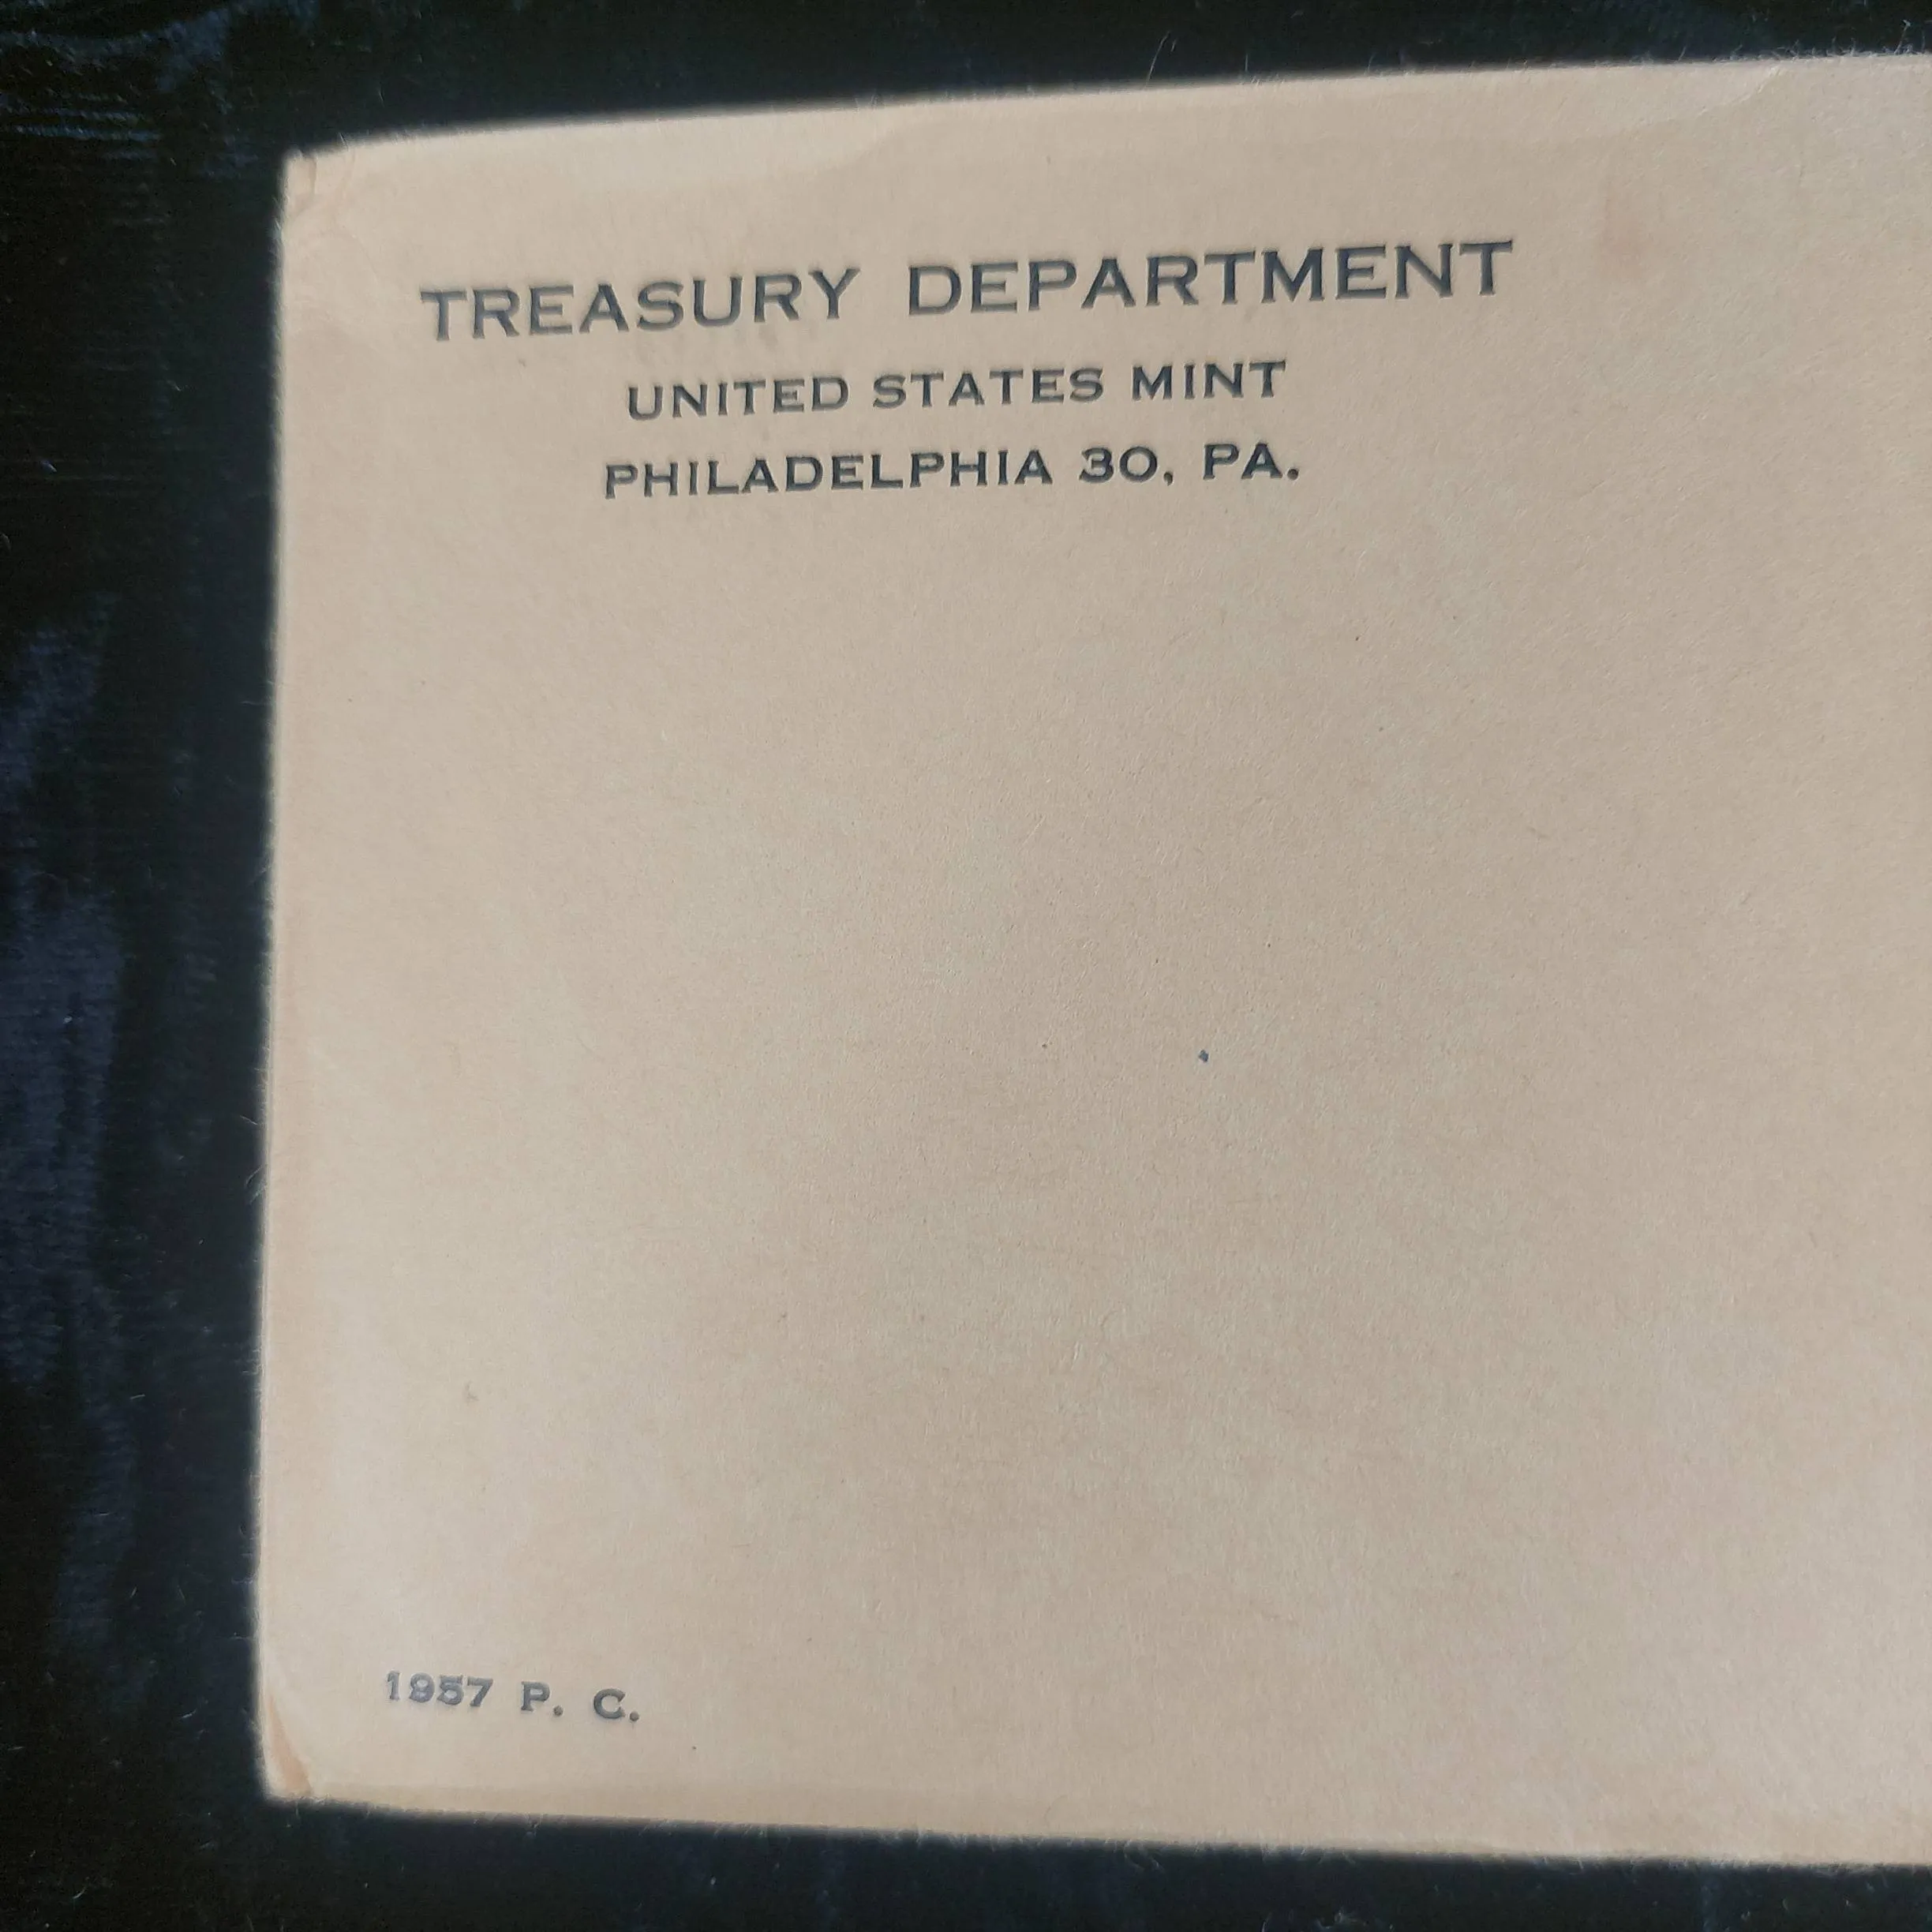 TREASURY DEPARTMENT
UNITED STATES MINT
PHILADELPHIA 30, PA.
1957 P. C.